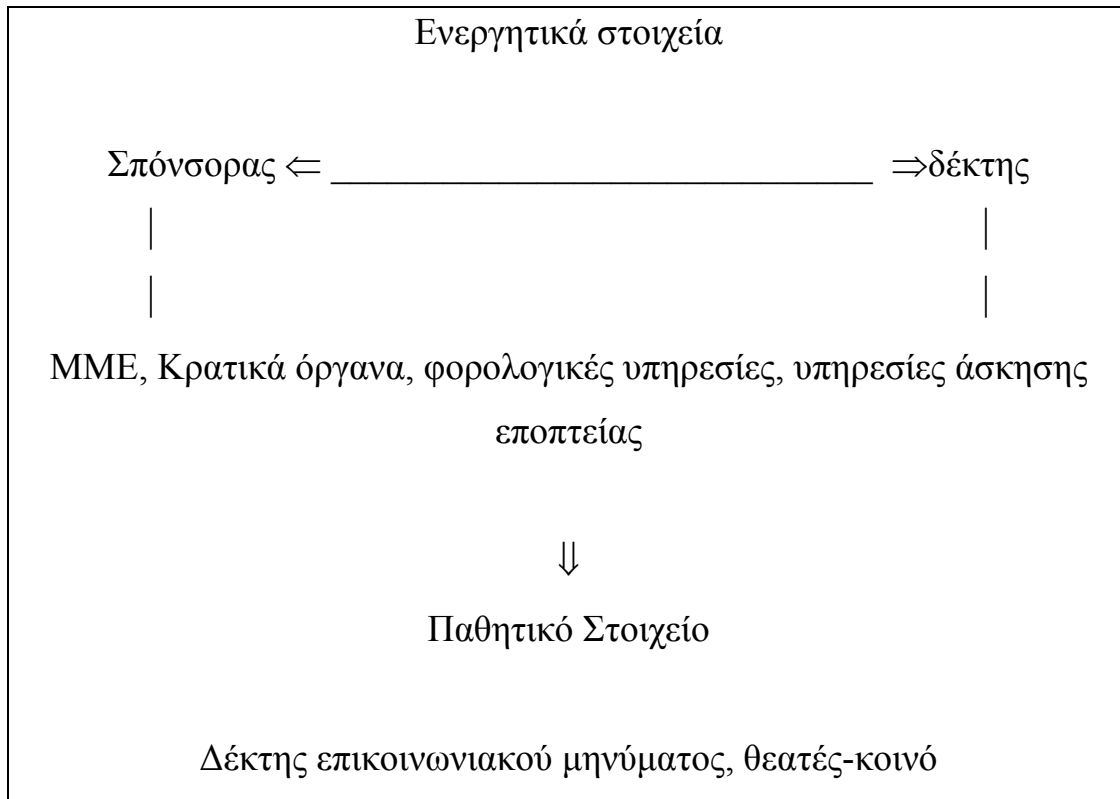 Ενεργητικά στοιχεία
Σπόνσορας ⇐ _____________________________ ⇒δέκτης
| |
| |
ΜΜΕ, Κρατικά όργανα, φορολογικές υπηρεσίες, υπηρεσίες άσκησης
εποπτείας
⇓
Παθητικό Στοιχείο
Δέκτης επικοινωνιακού μηνύματος, θεατές-κοινό